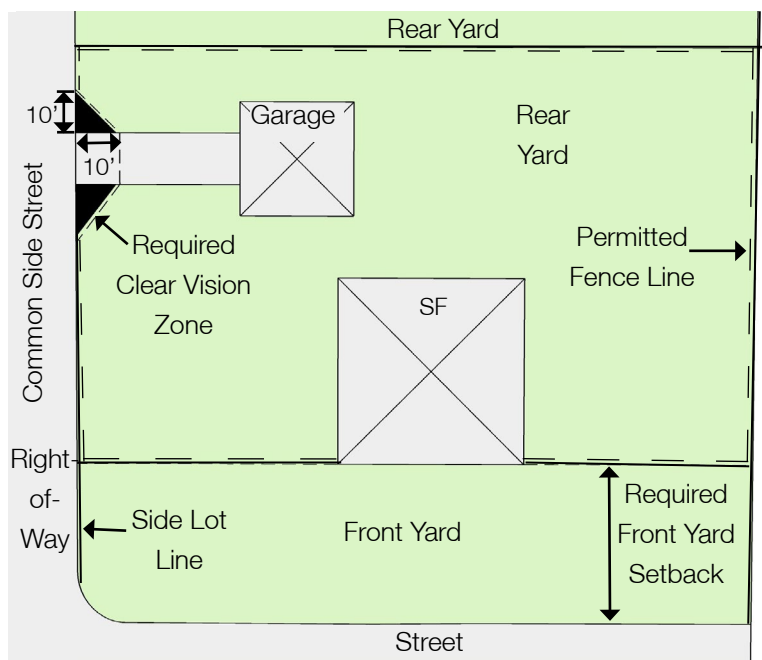 Rear Yard
10’
Garage
Rear
Yard
10’
Common Side Street
Required
Clear Vision
Zone
Permitted
Fence Line
SF
Right-
of-
Way
Side Lot
Line
Front Yard
Required
Front Yard
Setback
Street